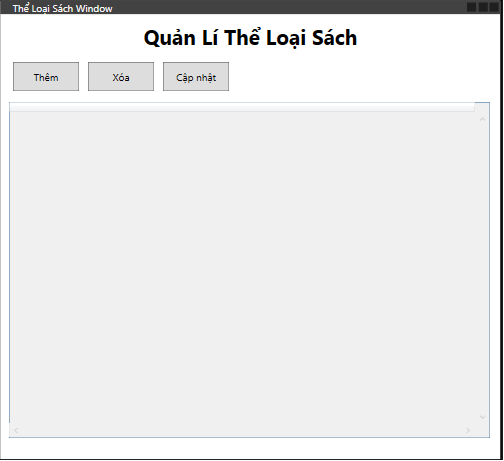 Thể Loại Sách Window
Quản Lí Thể Loại Sách
Thêm
Xóa
Cập nhật